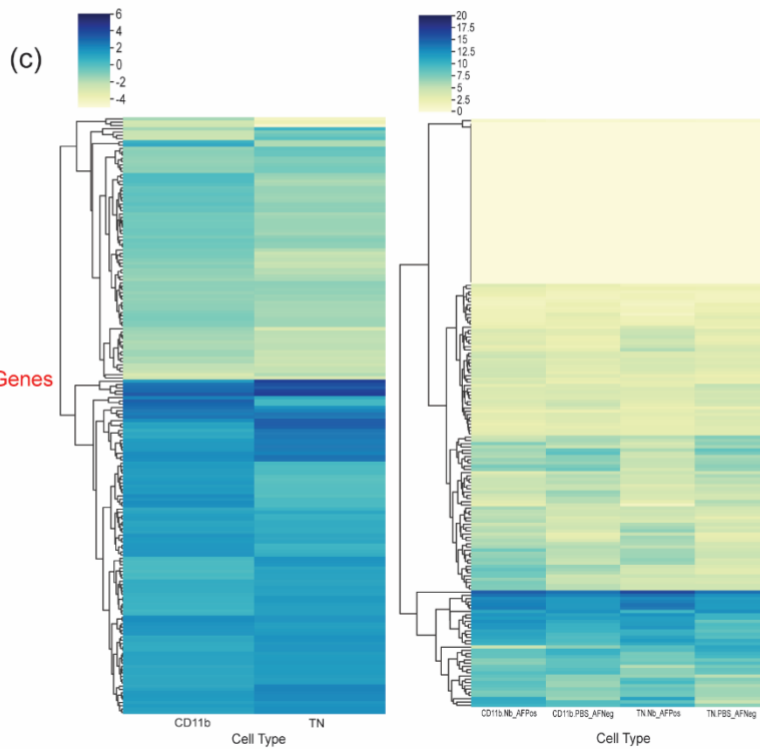 (c)
6
4
2
0
-2
-4
20
17.5
15
12.5
10
7.5
5
2.5
0
Genes
CD11b TN
Cell Type
CD11b.Nb_AFPos CD11b.PBS_AFNeg TN.Nb_AFPos TN.PBS_AFNeg
Cell Type